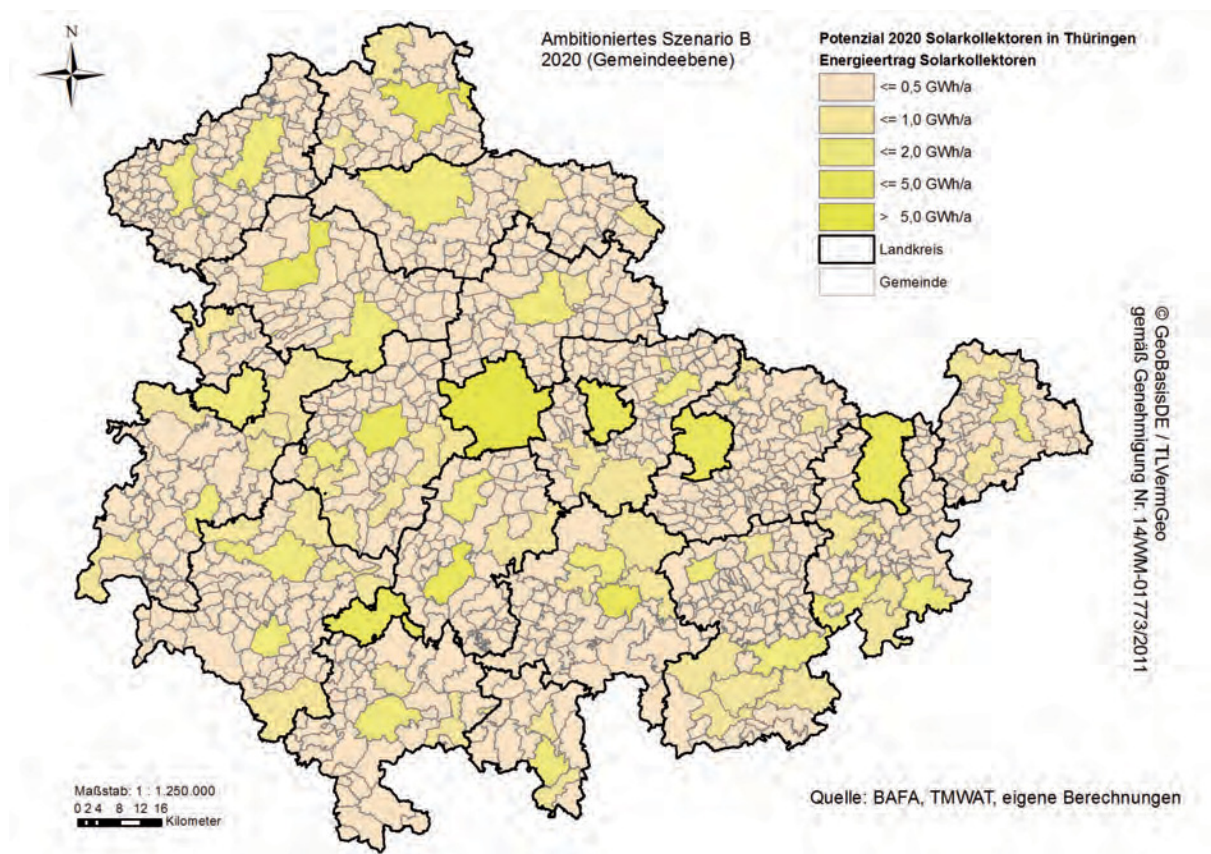 N
Ambitioniertes Szenario B
2020 (Gemeindeebene)
Potenzial 2020 Solarkollektoren in Thüringen
Energieertrag Solarkollektoren
<= 0,5 GWh/a
<= 1,0 GWh/a
<= 2,0 GWh/a
<= 5,0 GWh/a
> 5,0 GWh/a
Landkreis
Gemeinde
© GeoBasisDE / TLVermGeo
gemäß Genehmigung Nr. 14/WM-01773/2011
Maßstab: 1 : 1.250.000
0 2 4 8 12 16
Kilometer
Quelle: BAFA, TMWAT, eigene Berechnungen